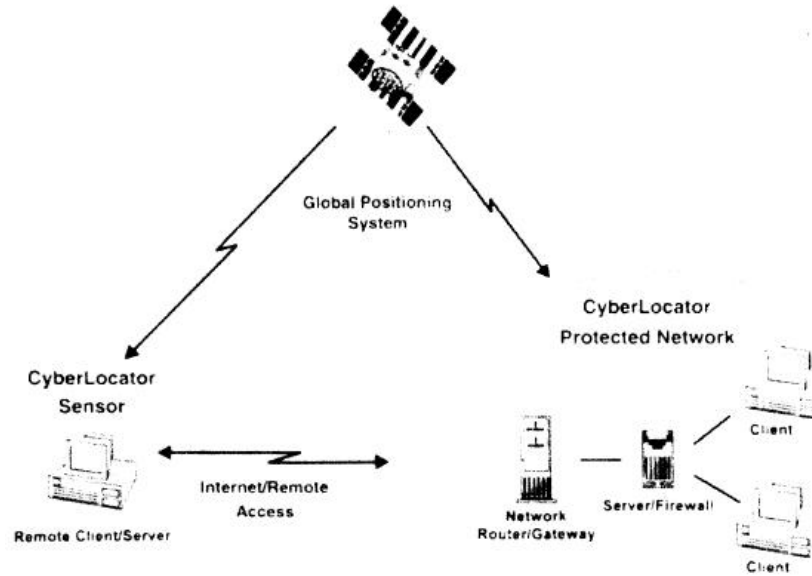 Global Positioning
System
CyberLocator
Protected Network
CyberLocator
Sensor
Client
Internet/Remote
Access
Remote Client/Server
Network
Router/Gateway
Server/Firewall
Client